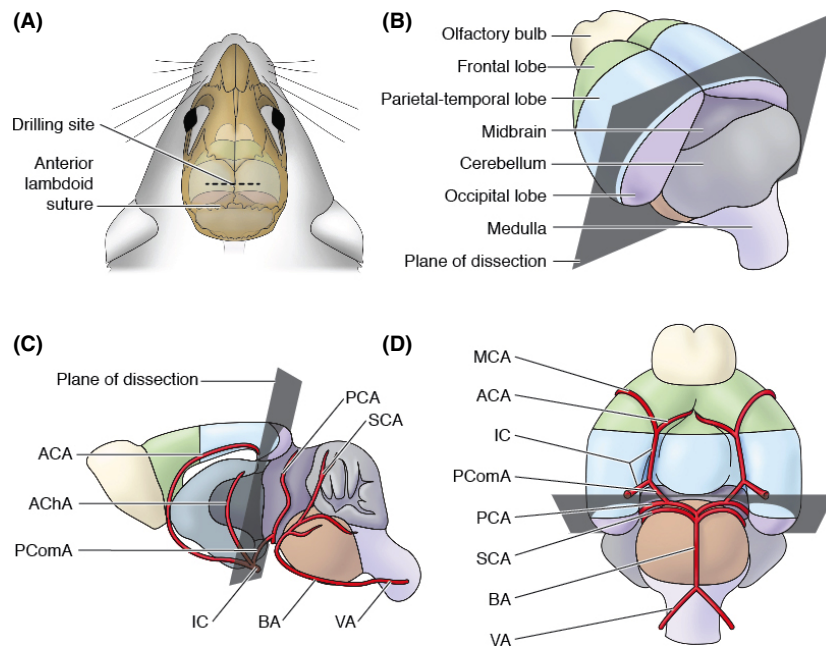 (A)
Drilling site
Anterior
lambdoid
suture
(B)
Olfactory bulb
Frontal lobe
Parietal-temporal lobe
Midbrain
Cerebellum
Occipital lobe
Medulla
Plane of dissection
(C)
Plane of dissection
PCA
SCA
ACA
AChA
PComA
IC
BA
VA
(D)
MCA
ACA
IC
PComA
PCA
SCA
BA
VA